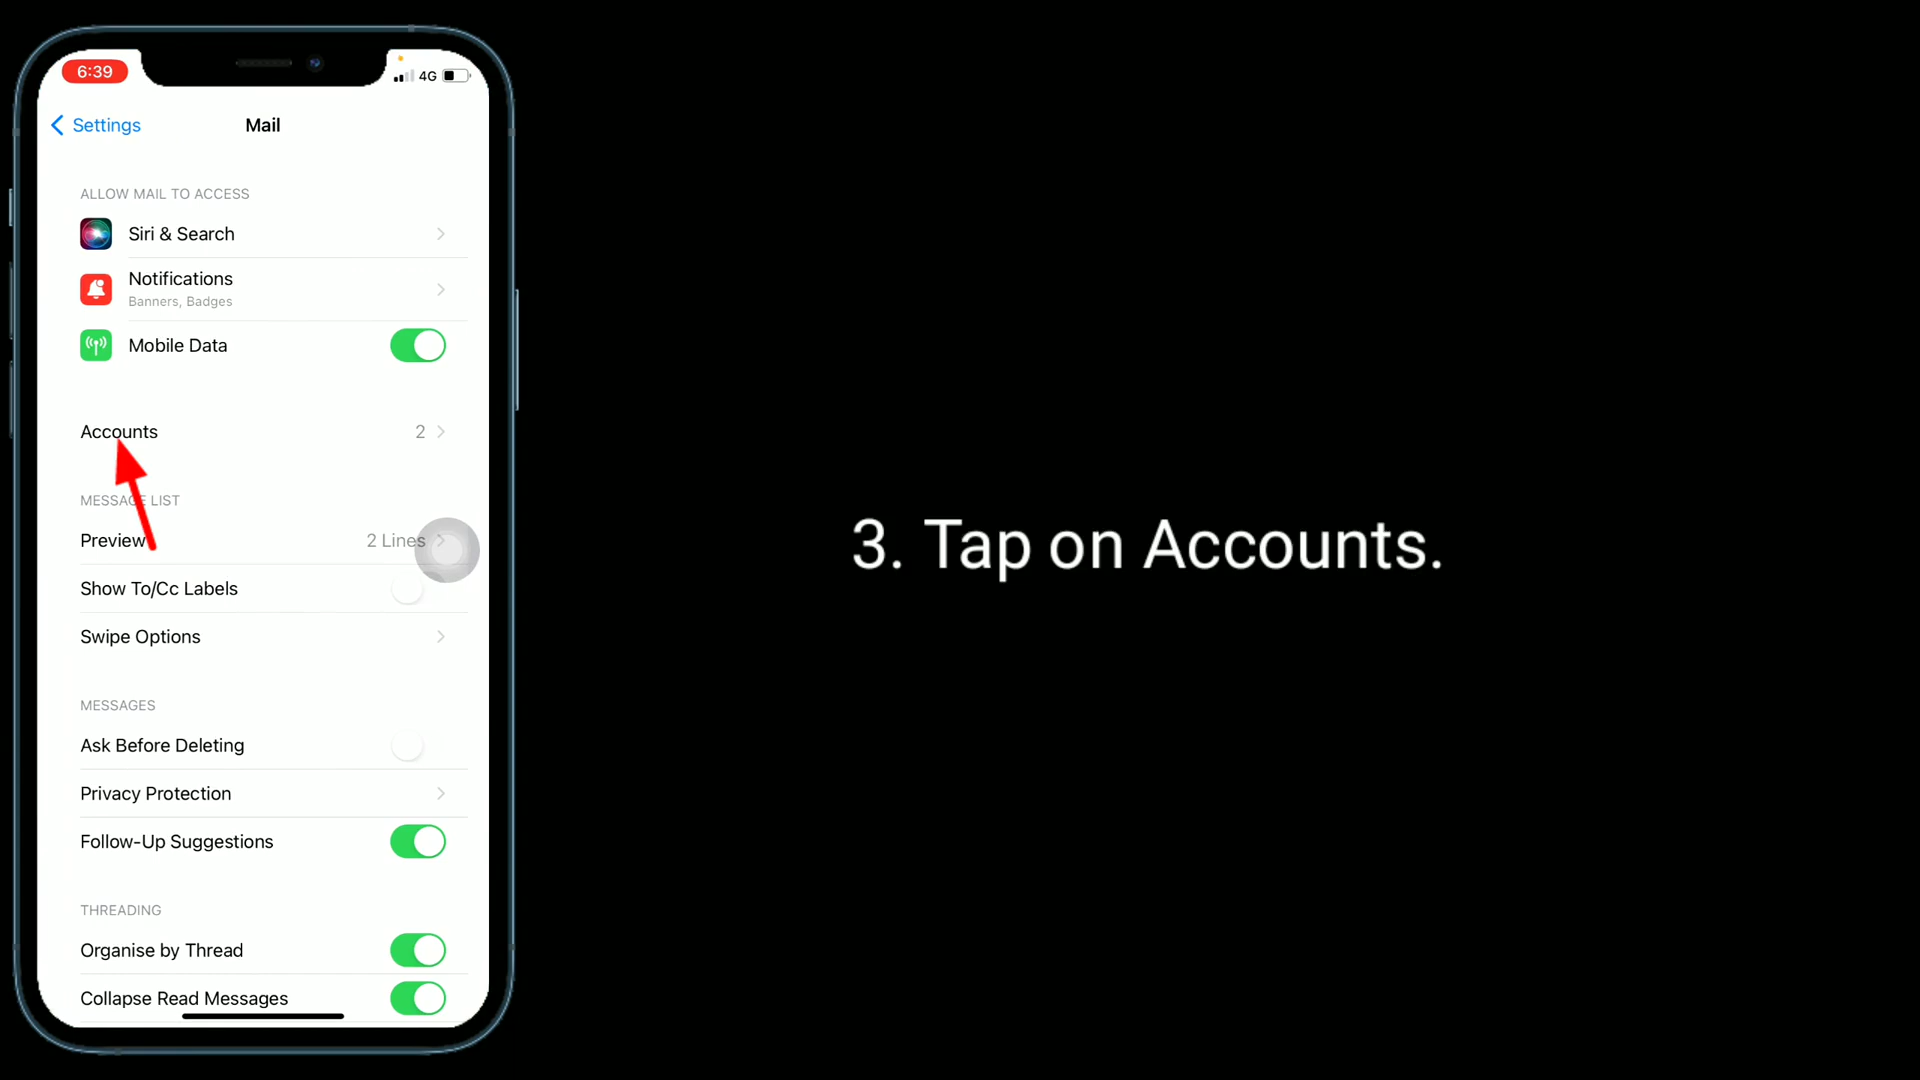 6:39
4G
Settings
Mail
ALLOW MAIL TO ACCESS
Siri & Search
Notifications
Banners, Badges
Mobile Data
Accounts 2
MESSAGE LIST
Preview 2 Lines
Show To/Cc Labels
Swipe Options
MESSAGES
Ask Before Deleting
Privacy Protection
Follow-Up Suggestions
THREADING
Organise by Thread
Collapse Read Messages
3. Tap on Accounts.